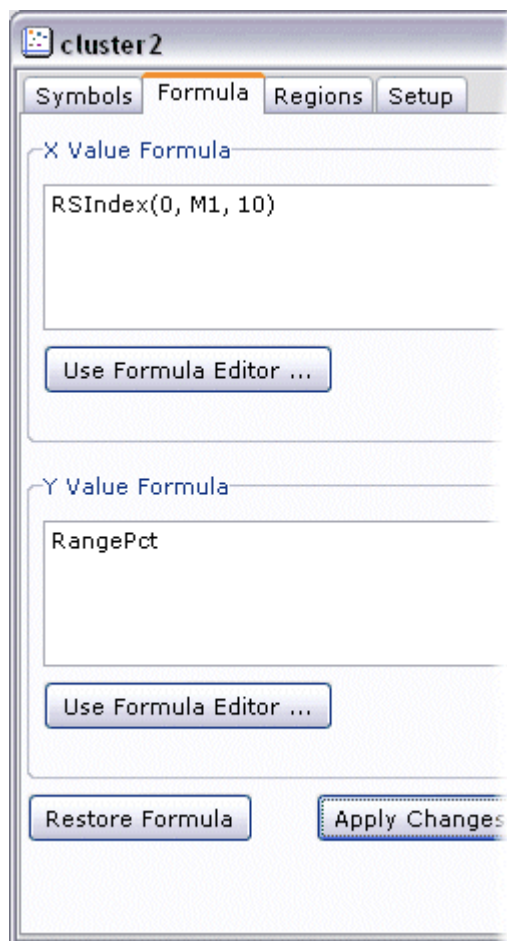 cluster2
Symbols Formula Regions Setup
X Value Formula
RSIndex(0, M1, 10)
Use Formula Editor ...
Y Value Formula
RangePct
Use Formula Editor ...
Restore Formula Apply Changes